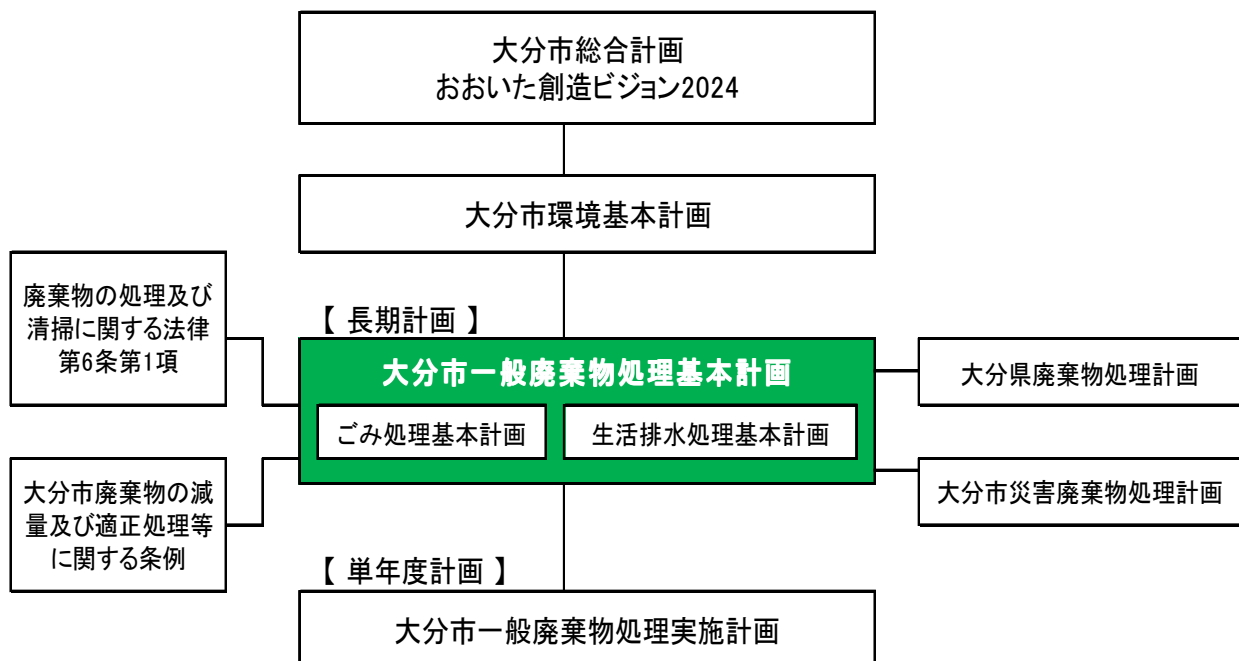 大分市総合計画
おおいた創造ビジョン2024
大分市環境基本計画
廃棄物の処理及び
清掃に関する法律
第6条第1項
【 長期計画 】
大分市一般廃棄物処理基本計画
ごみ処理基本計画
生活排水処理基本計画
大分県廃棄物処理計画
大分市廃棄物の減
量及び適正処理等
に関する条例
大分市災害廃棄物処理計画
【 単年度計画 】
大分市一般廃棄物処理実施計画